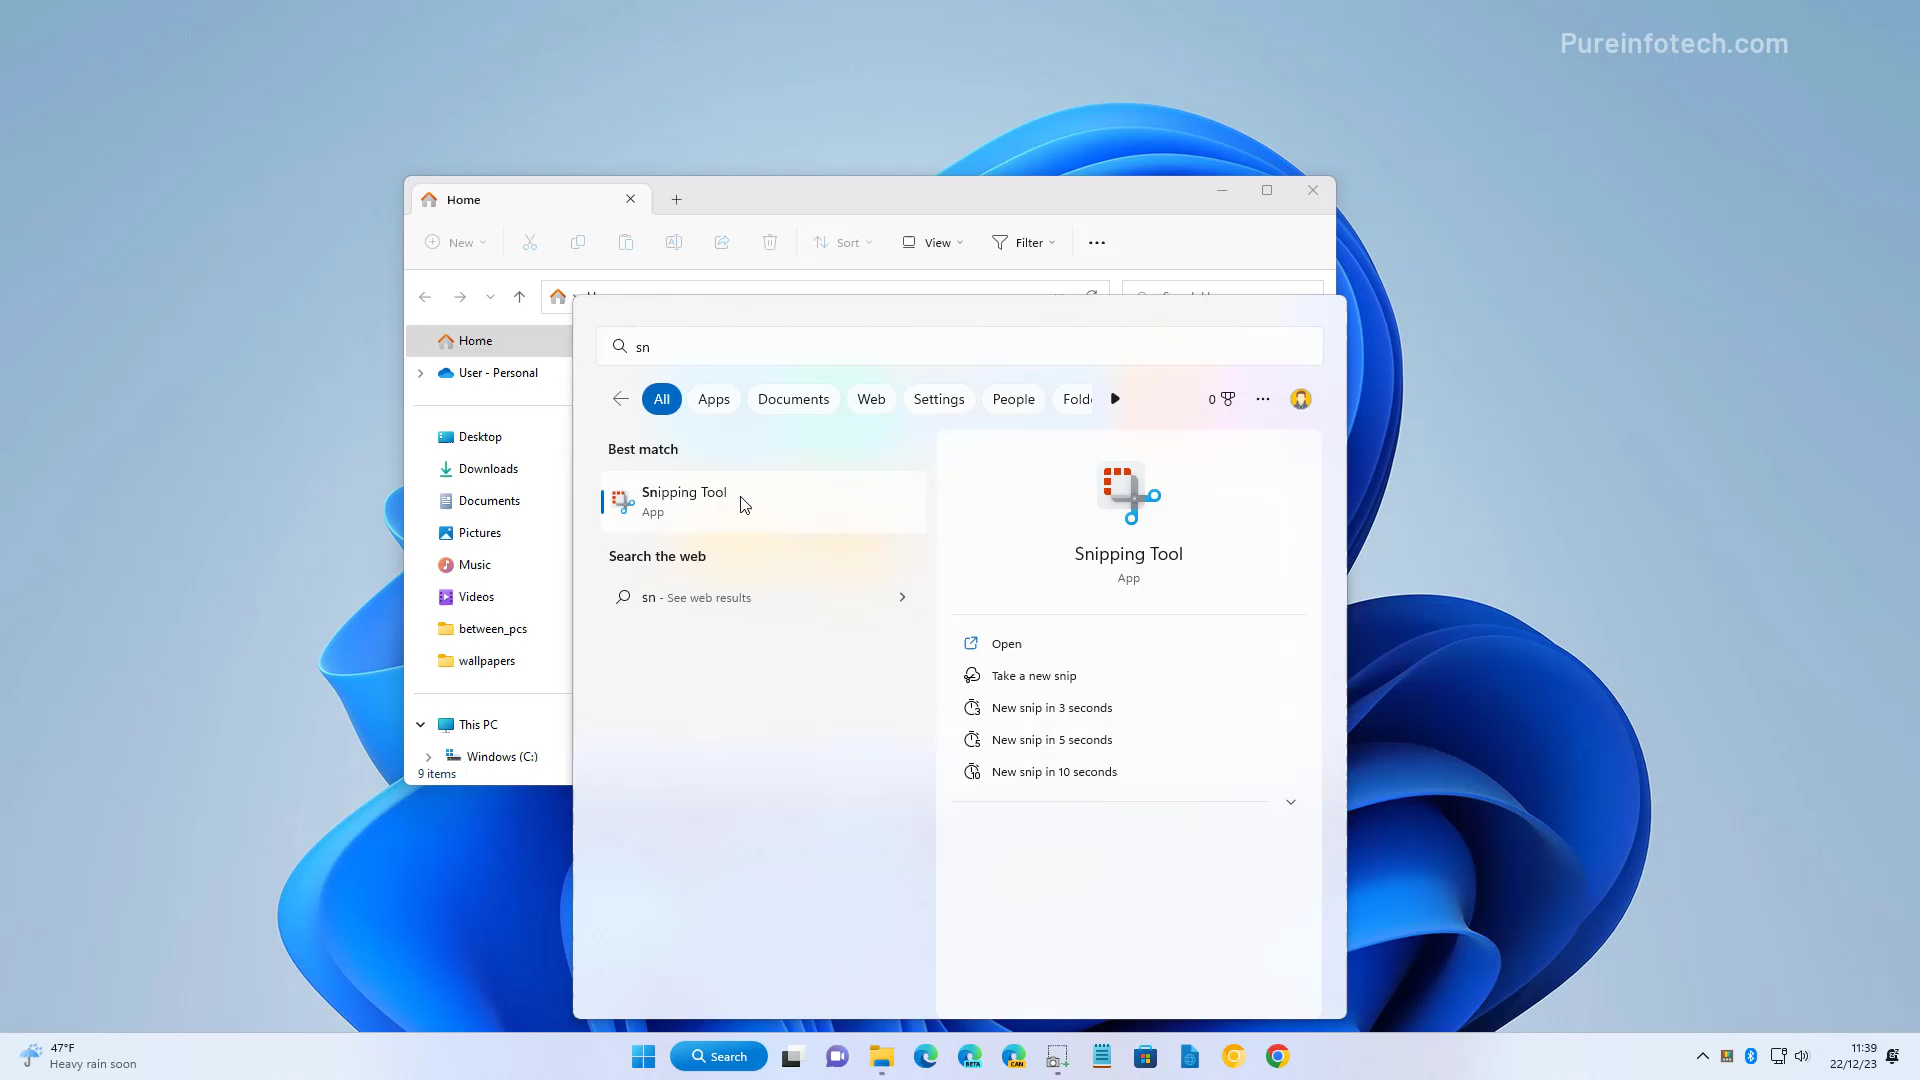 Pureinfotech.com
Home
New
Sort
View
Filter
Home
User - Personal
Desktop
Downloads
Documents
Pictures
Music
Videos
between_pcs
wallpapers
This PC
Windows (C:)
9 items
sn
All
Apps
Documents
Web
Settings
People
Fold
0
Best match
Snipping Tool
App
Search the web
sn - See web results
Snipping Tool
App
Open
Take a new snip
New snip in 3 seconds
New snip in 5 seconds
New snip in 10 seconds
47°F
Heavy rain soon
Search
BETA
CAN
11:39
22/12/23